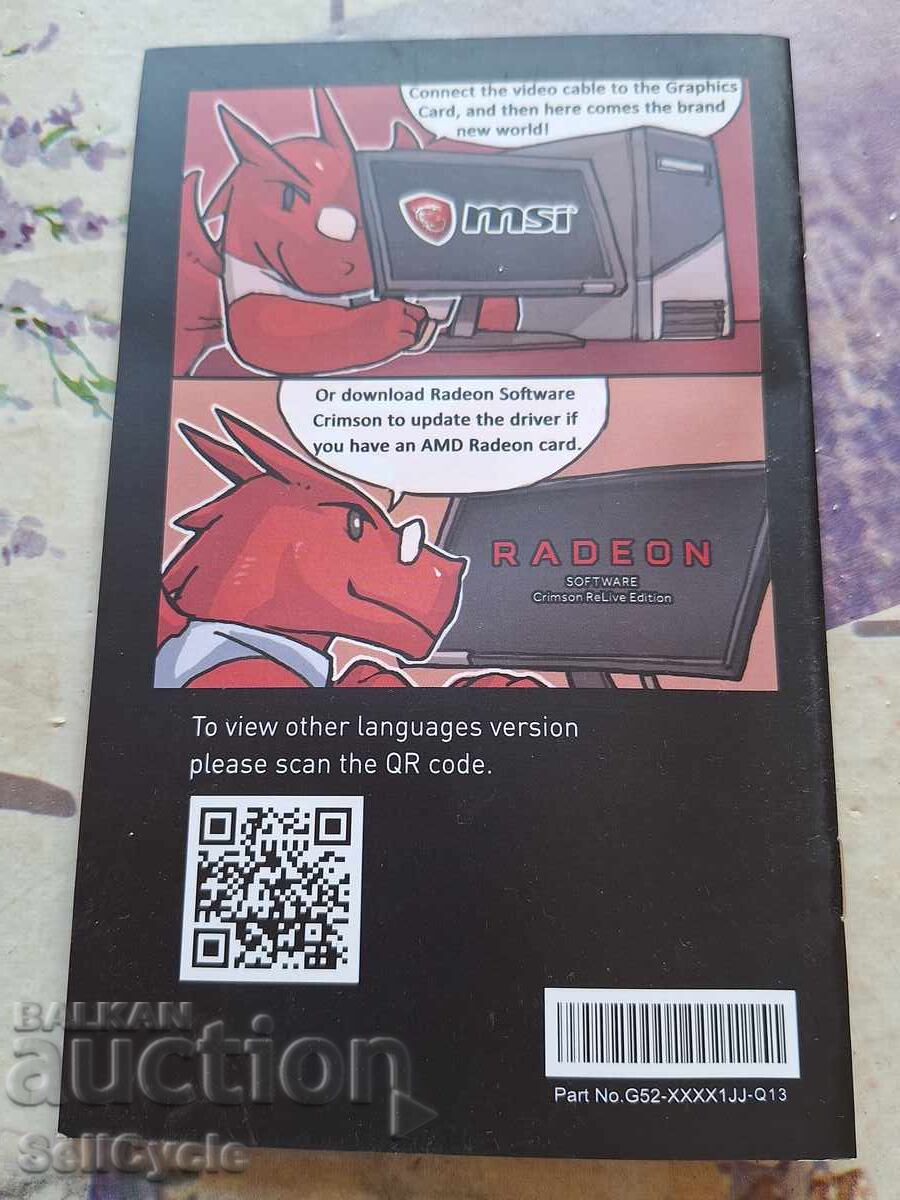 Connect the video cable to the Graphics
Card, and then here comes the brand
new world!
msi
Or download Radeon Software
Crimson to update the driver if
you have an AMD Radeon card.
RADEON
SOFTWARE
Crimson ReLive Edition
To view other languages version
please scan the QR code.
Part No.G52-XXXX1JJ-Q13
BALKAN
auction
SellCycle